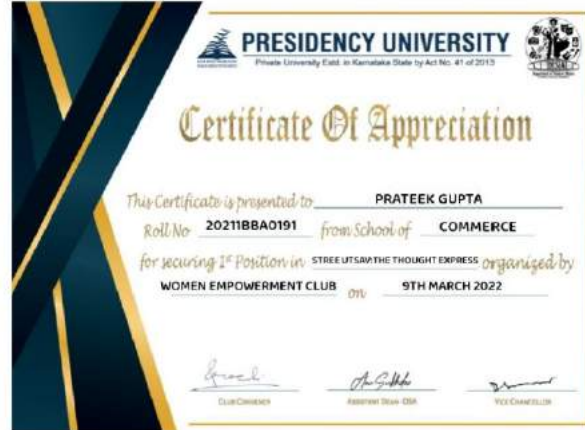 PRESIDENCY UNIVERSITY
Private University Estd. in Karnataka State by Act No. 41 of 2013
Certificate Of Appreciation
This Certificate is presented to PRATEEK GUPTA
Roll No 20211BBA0191 from School of COMMERCE
for securing 1st Position in STREE UTSAV:THE THOUGHT EXPRESS organized by
WOMEN EMPOWERMENT CLUB on 9TH MARCH 2022
CLUB CONVENER ASSISTANT DEAN-DSA VICE CHANCELLOR